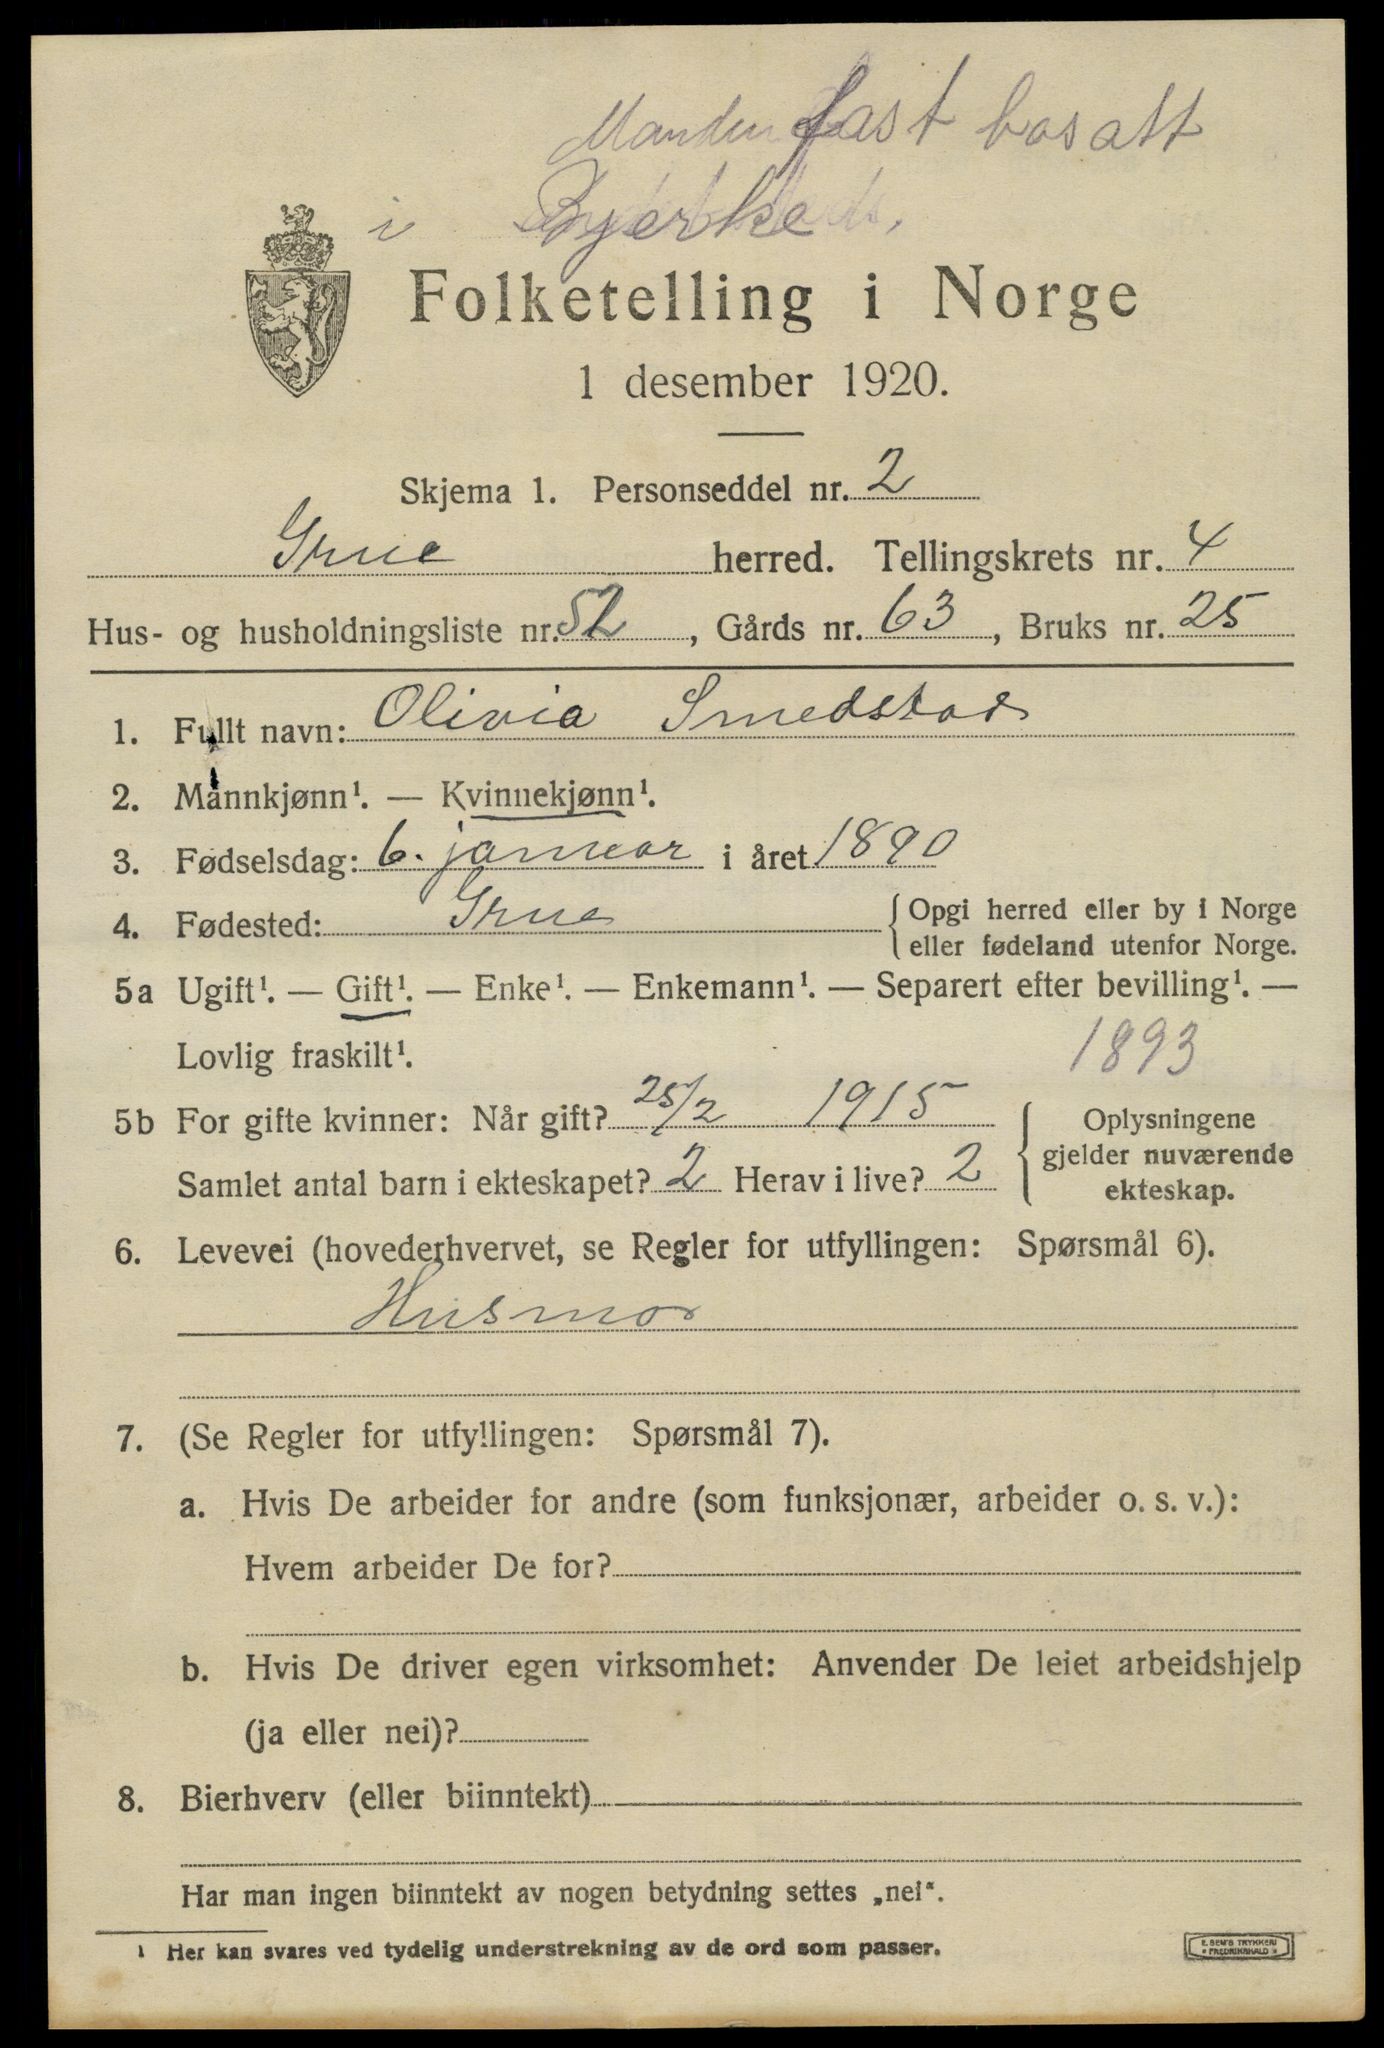 Manden fast bosatt
i Bjerke
Folketelling i Norge
1 desember 1920.
Skjema 1. Personseddel nr. 2
Grue herred. Tellingskrets nr. 4
Hus- og husholdningsliste nr. 52, Gårds nr. 63, Bruks nr. 25
1. Fullt navn: Olivia Smedstad
2. Mannkjønn¹. — Kvinnekjønn¹.
3. Fødselsdag: 6. januar i året 1890
4. Fødested: Grue {Opgi herred eller by i Norge
eller fødeland utenfor Norge.
5a Ugift¹. — Gift¹. — Enke¹. — Enkemann¹. — Separert efter bevilling¹. —
Lovlig fraskilt¹.
1893
5b For gifte kvinner: Når gift? 25/2 1915
Samlet antal barn i ekteskapet? 2 Herav i live? 2
{Oplysningene
gjelder nuværende
ekteskap.
6. Levevei (hovederhvervet, se Regler for utfyllingen: Spørsmål 6).
Husmor
7. (Se Regler for utfyllingen: Spørsmål 7).
a. Hvis De arbeider for andre (som funksjonær, arbeider o. s. v.):
Hvem arbeider De for?
b. Hvis De driver egen virksomhet: Anvender De leiet arbeidshjelp
(ja eller nei)?
8. Bierhverv (eller biinntekt)
Har man ingen biinntekt av nogen betydning settes „nei“.
¹ Her kan svares ved tydelig understrekning av de ord som passer.
E. SEM'S TRYKKERI
* FREDRIKSHALD *